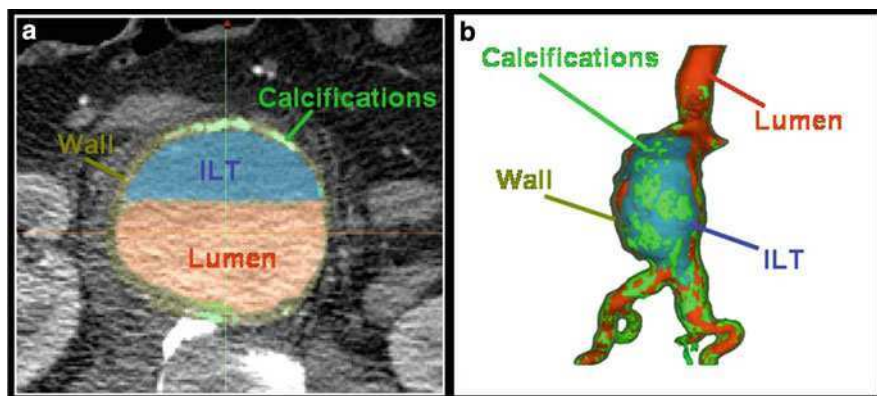 a
Calcifications
Wall
ILT
Lumen
b
Calcifications
Lumen
Wall
ILT